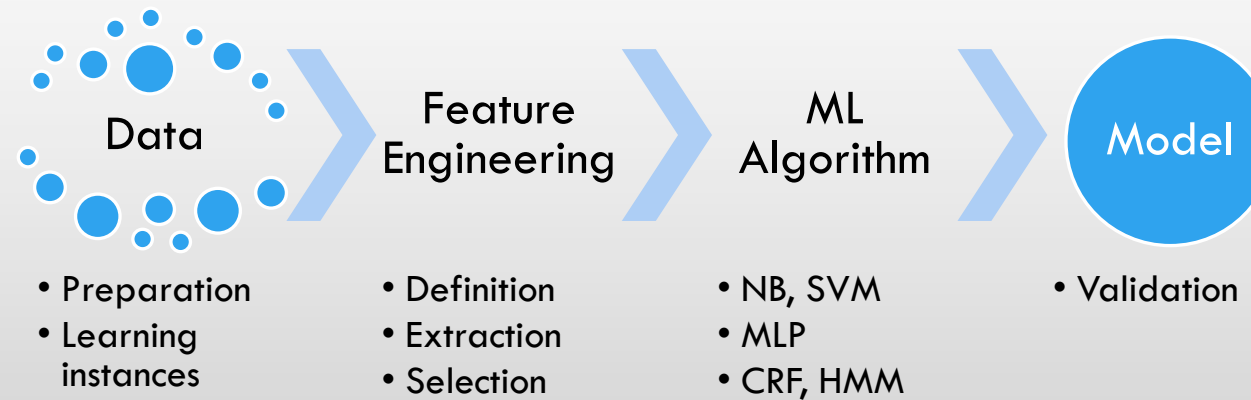 Data
Feature
Engineering
ML
Algorithm
Model
• Preparation
• Learning
instances
• Definition
• Extraction
• Selection
• NB, SVM
• MLP
• CRF, HMM
• Validation